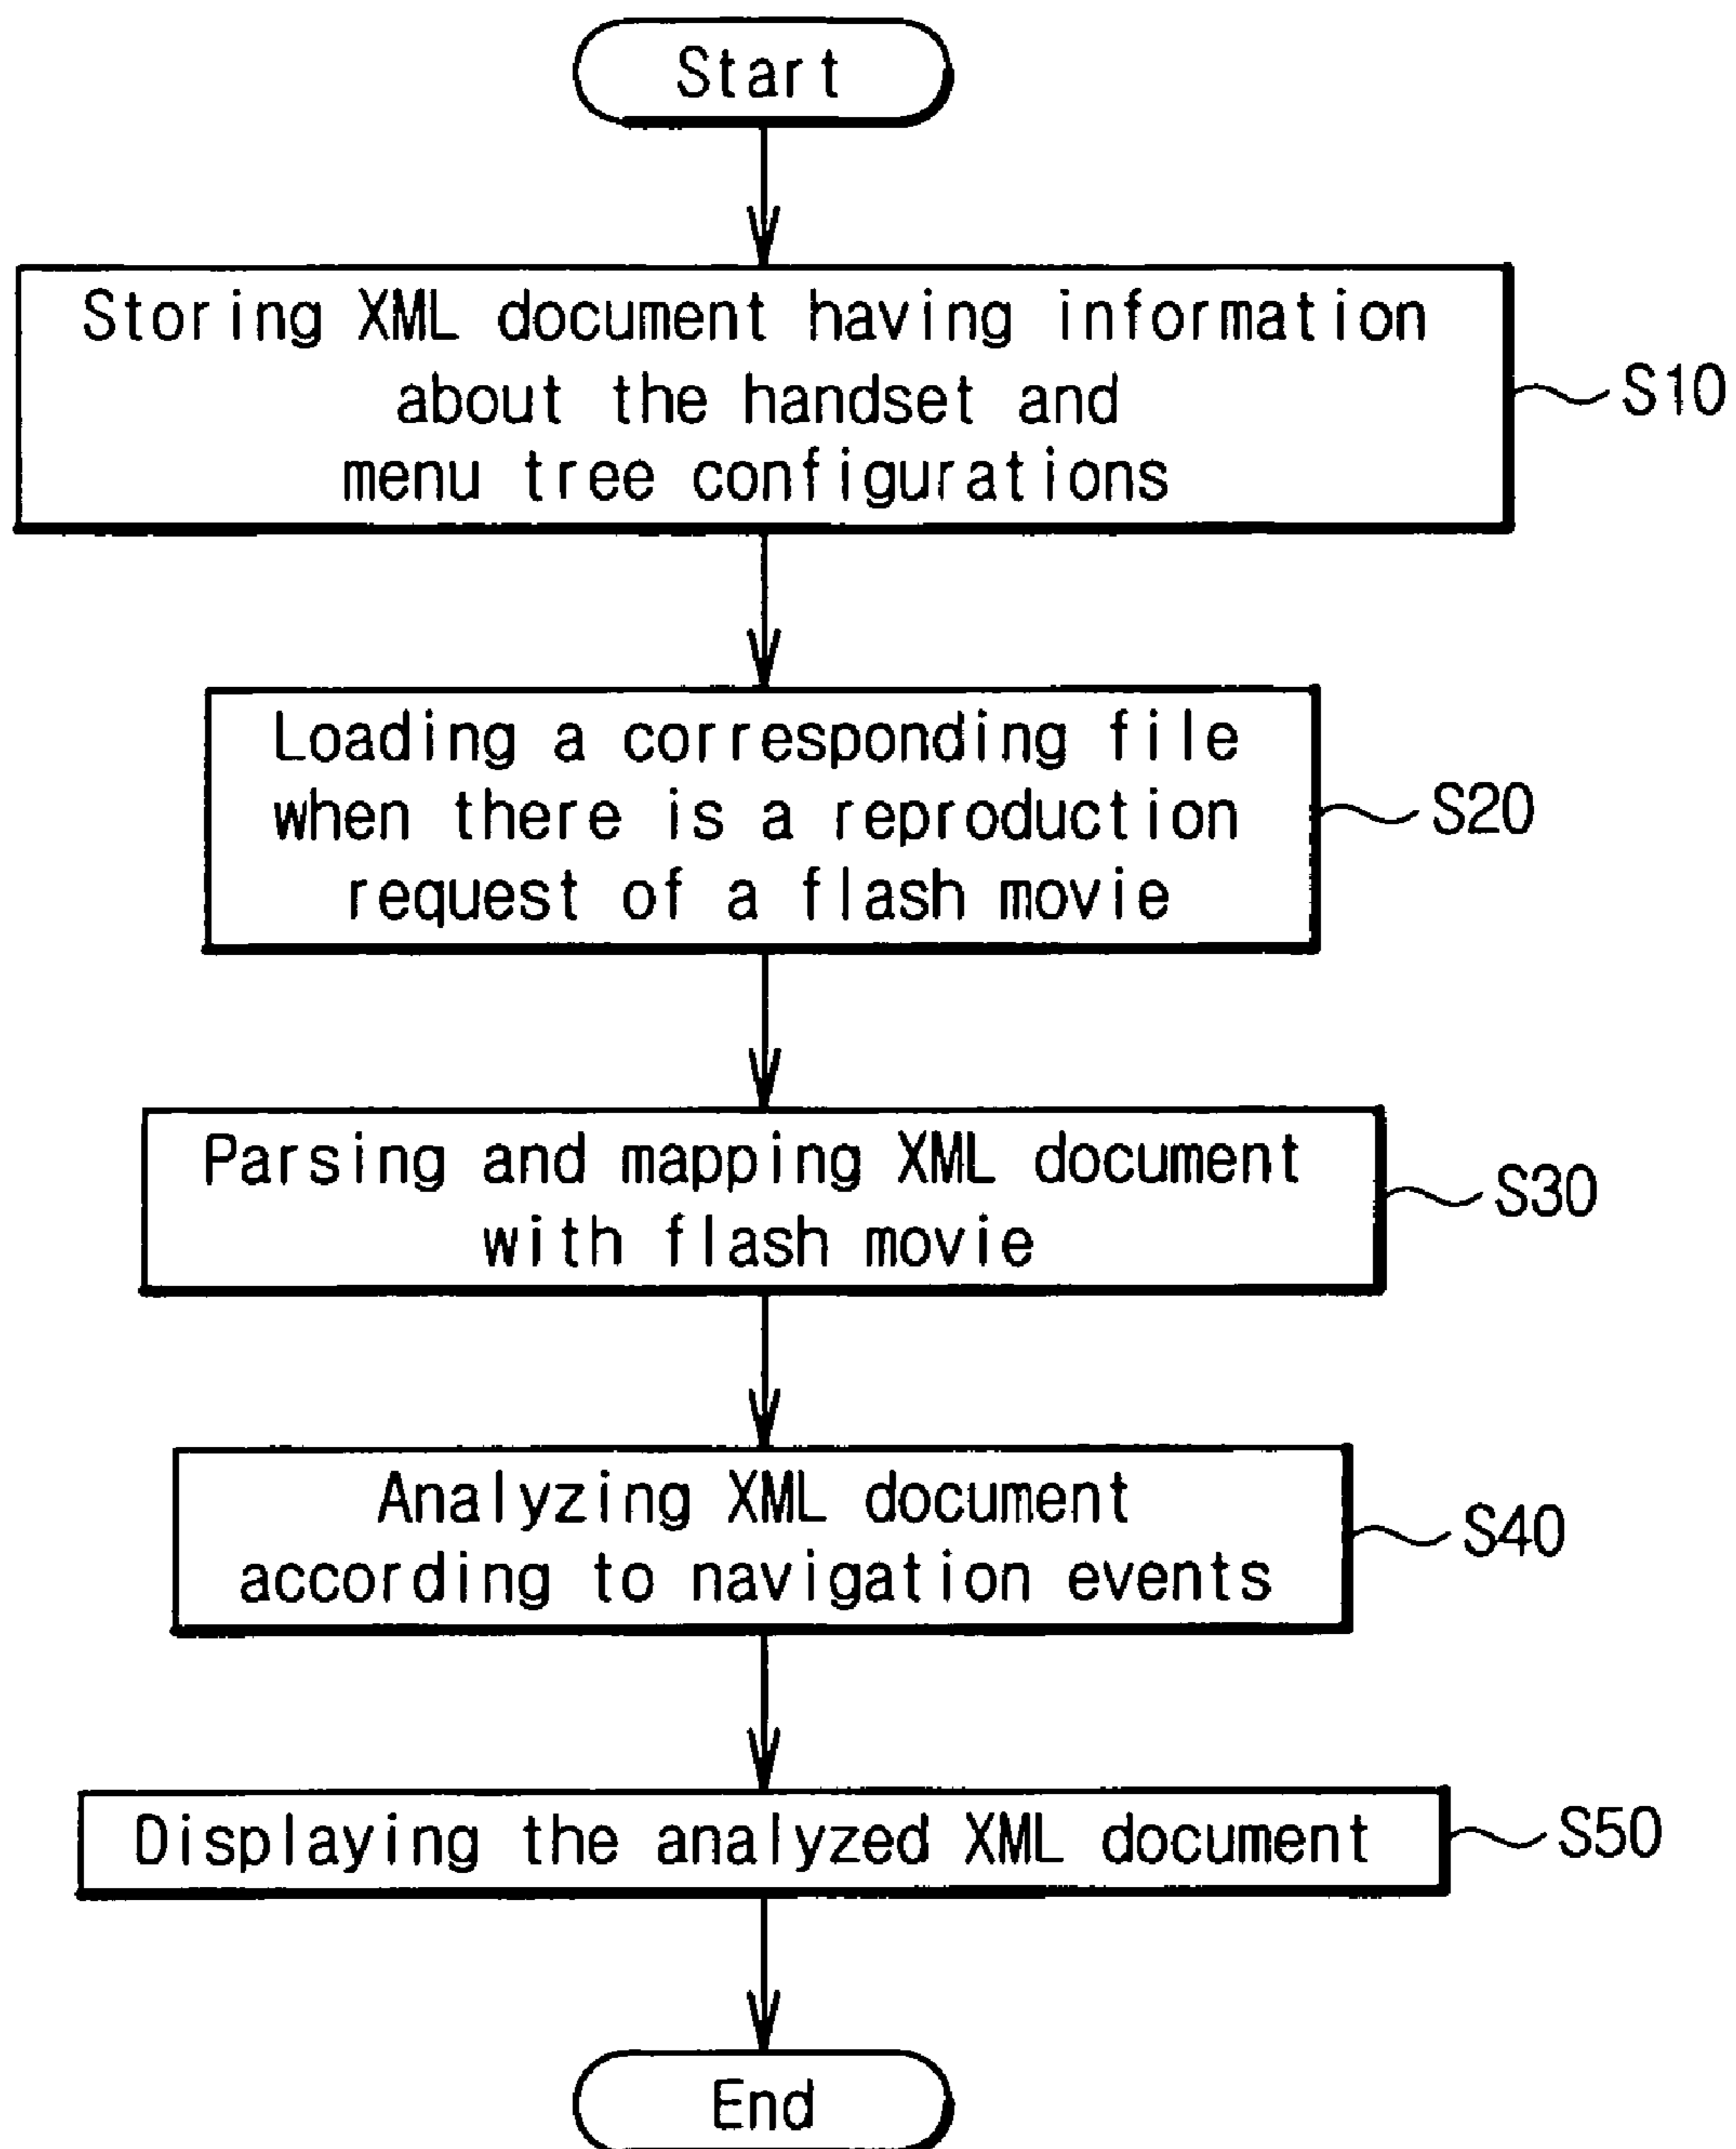 Start
Storing XML document having information
about the handset and
menu tree configurations
S10
Loading a corresponding file
when there is a reproduction
request of a flash movie
S20
Parsing and mapping XML document
with flash movie
S30
Analyzing XML document
according to navigation events
S40
Displaying the analyzed XML document
S50
End